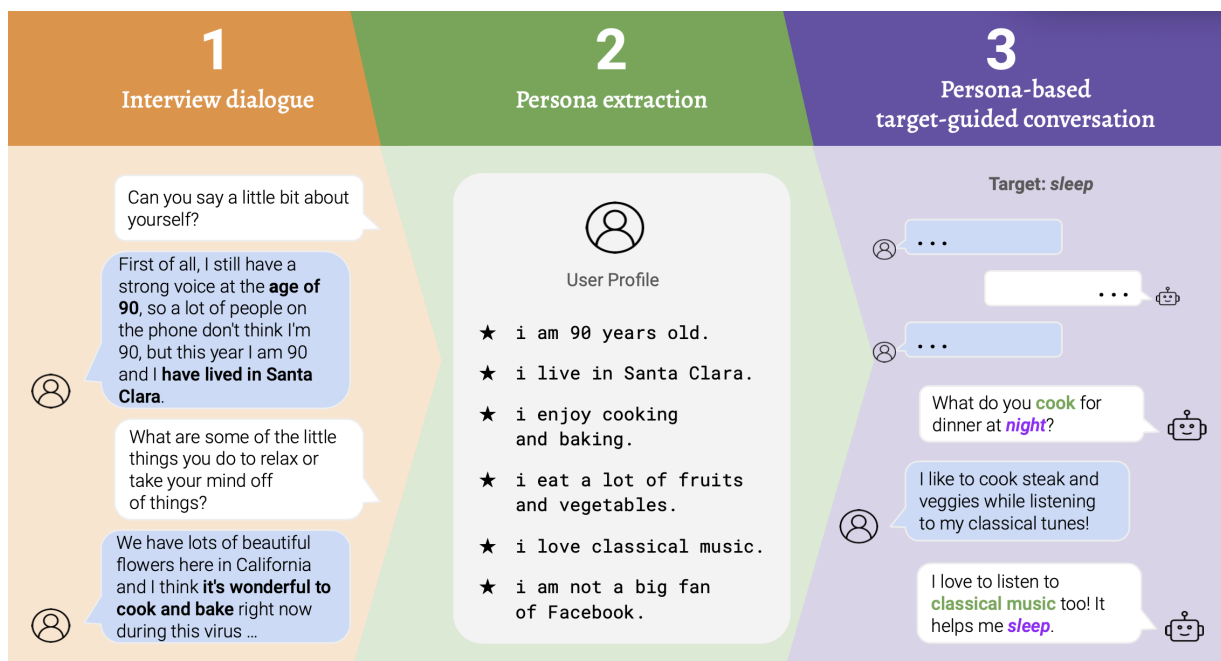 1
Interview dialogue
Can you say a little bit about
yourself?
First of all, I still have a
strong voice at the age of
90, so a lot of people on
the phone don't think I'm
90, but this year I am 90
and I have lived in Santa
Clara.
What are some of the little
things you do to relax or
take your mind off
of things?
We have lots of beautiful
flowers here in California
and I think it's wonderful to
cook and bake right now
during this virus ...
2
Persona extraction
User Profile
★ i am 90 years old.
★ i live in Santa Clara.
★ i enjoy cooking
and baking.
★ i eat a lot of fruits
and vegetables.
★ i love classical music.
★ i am not a big fan
of Facebook.
3
Persona-based
target-guided conversation
Target: sleep
...
...
...
What do you cook for
dinner at night?
I like to cook steak and
veggies while listening
to my classical tunes!
I love to listen to
classical music too! It
helps me sleep.